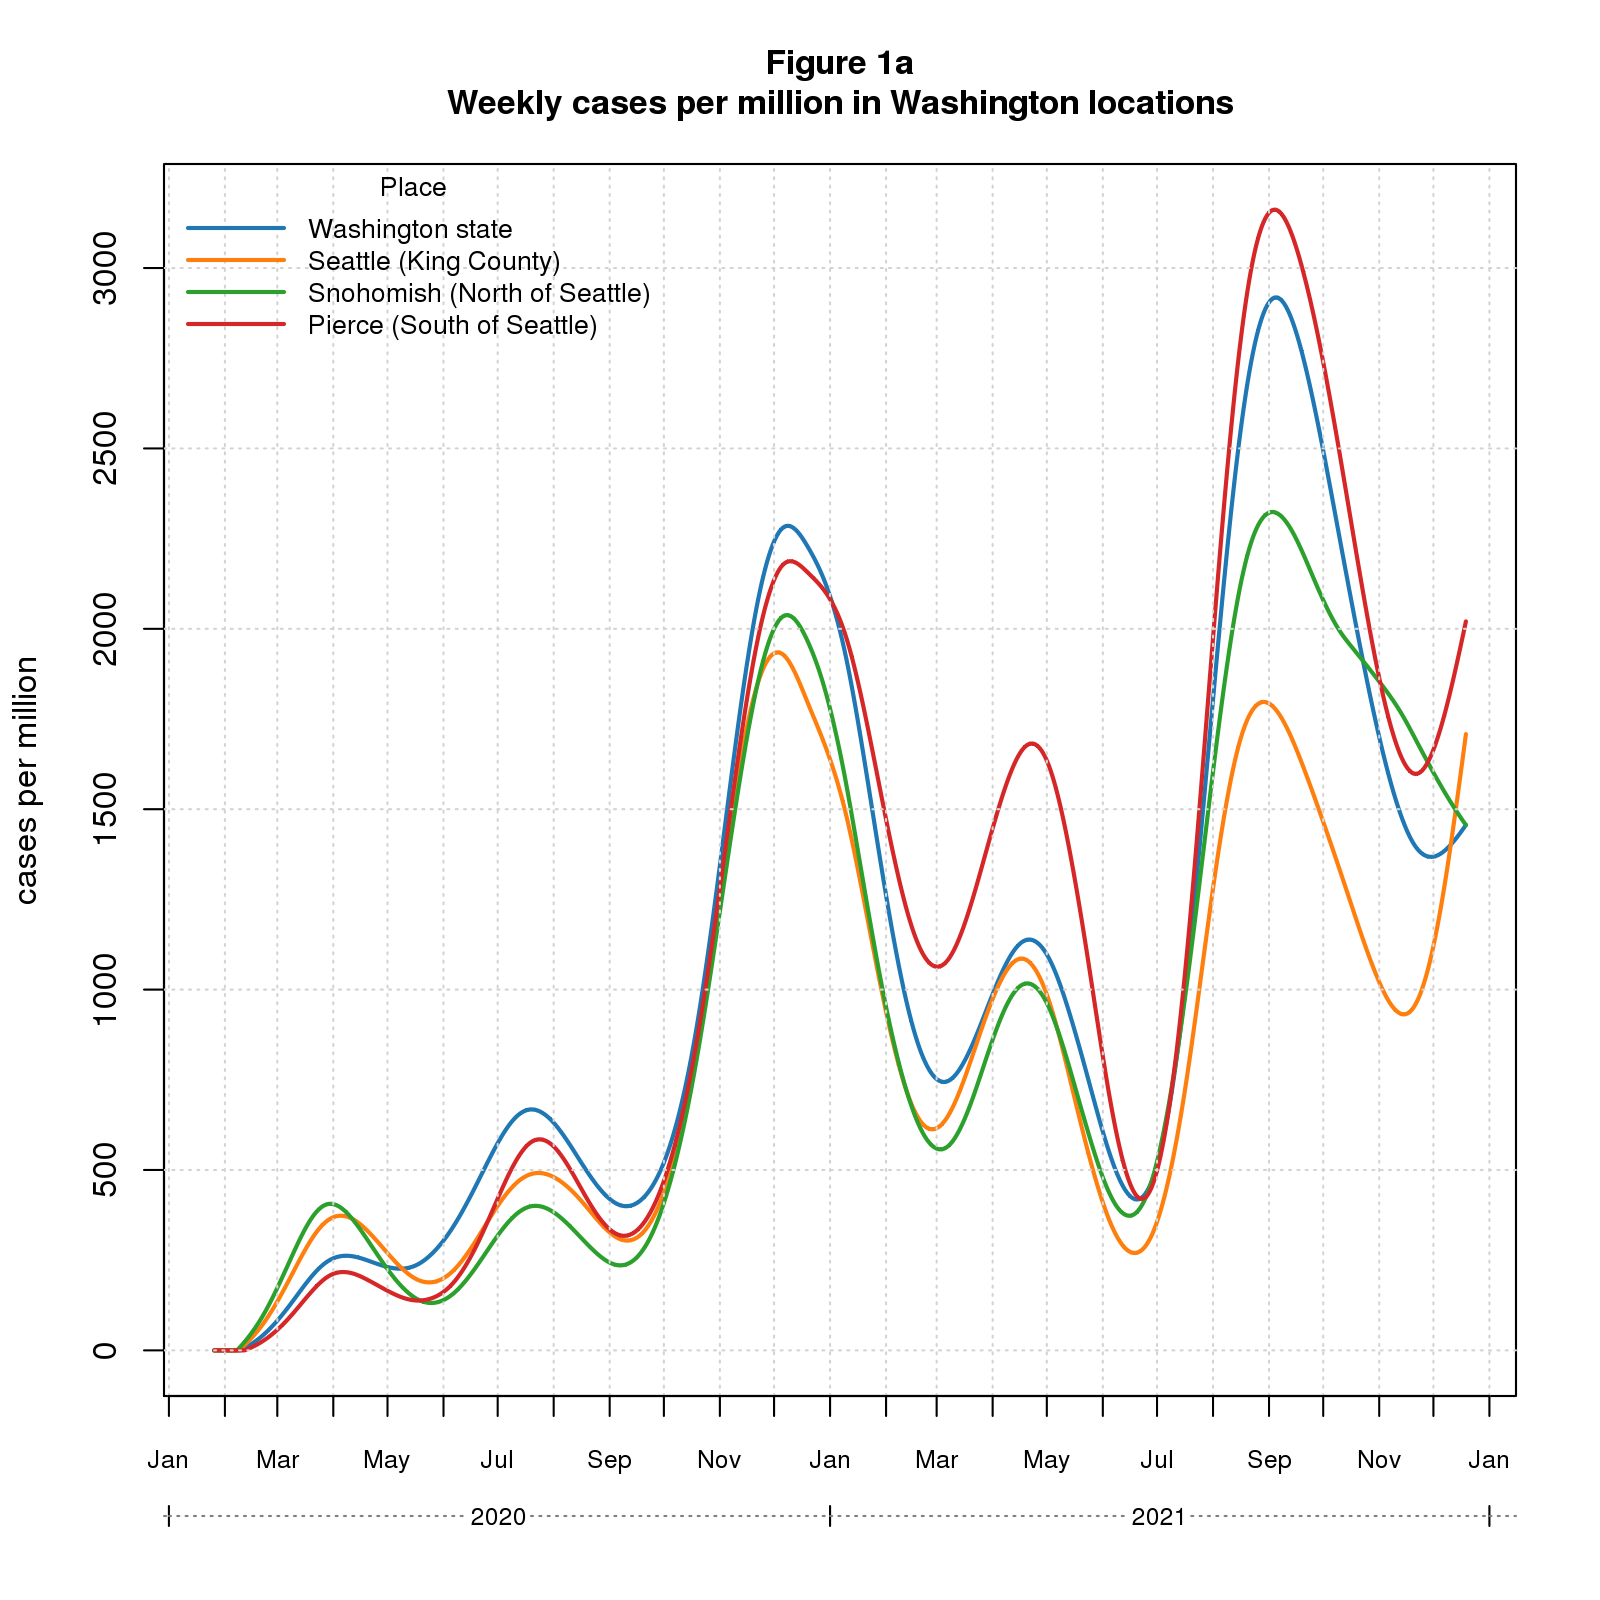 Figure 1a
Weekly cases per million in Washington locations
Place
Washington state
Seattle (King County)
Snohomish (North of Seattle)
Pierce (South of Seattle)
cases per million
3000
2500
2000
1500
1000
500
0
Jan Mar May Jul Sep Nov Jan Mar May Jul Sep Nov Jan
2020 2021